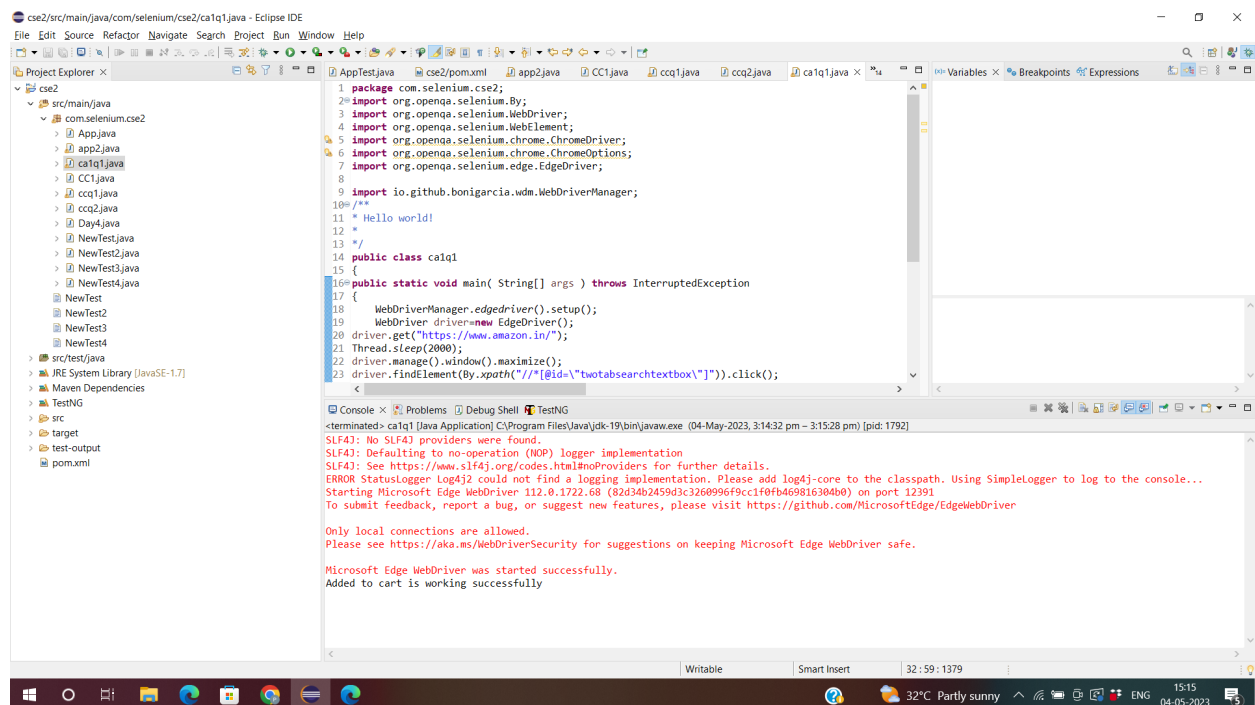 cse2/src/main/java/com/selenium/cse2/ca1q1.java - Eclipse IDE
File Edit Source Refactor Navigate Search Project Run Window Help
Project Explorer
cse2
src/main/java
com.selenium.cse2
App.java
app2.java
ca1q1.java
CC1.java
ccq1.java
ccq2.java
Day4.java
NewTest.java
NewTest2.java
NewTest3.java
NewTest4.java
NewTest
NewTest2
NewTest3
NewTest4
src/test/java
JRE System Library [JavaSE-1.7]
Maven Dependencies
TestNG
src
target
test-output
pom.xml
AppTest.java cse2/pom.xml app2.java CC1.java ccq1.java ccq2.java ca1q1.java »14
1 package com.selenium.cse2;
2 import org.openqa.selenium.By;
3 import org.openqa.selenium.WebDriver;
4 import org.openqa.selenium.WebElement;
5 import org.openqa.selenium.chrome.ChromeDriver;
6 import org.openqa.selenium.chrome.ChromeOptions;
7 import org.openqa.selenium.edge.EdgeDriver;
8
9 import io.github.bonigarcia.wdm.WebDriverManager;
10 /**
11 * Hello world!
12 *
13 */
14 public class ca1q1
15 {
16 public static void main( String[] args ) throws InterruptedException
17 {
18 WebDriverManager.edgedriver().setup();
19 WebDriver driver=new EdgeDriver();
20 driver.get("https://www.amazon.in/");
21 Thread.sleep(2000);
22 driver.manage().window().maximize();
23 driver.findElement(By.xpath("//*[@id=\"twotabsearchtextbox\"]")).click();
(x)= Variables Breakpoints Expressions
Console Problems Debug Shell TestNG
<terminated> ca1q1 [Java Application] C:\Program Files\Java\jdk-19\bin\javaw.exe (04-May-2023, 3:14:32 pm – 3:15:28 pm) [pid: 1792]
SLF4J: No SLF4J providers were found.
SLF4J: Defaulting to no-operation (NOP) logger implementation
SLF4J: See https://www.slf4j.org/codes.html#noProviders for further details.
ERROR StatusLogger Log4j2 could not find a logging implementation. Please add log4j-core to the classpath. Using SimpleLogger to log to the console...
Starting Microsoft Edge WebDriver 112.0.1722.68 (82d34b2459d3c3260996f9cc1f0fb469816304b0) on port 12391
To submit feedback, report a bug, or suggest new features, please visit https://github.com/MicrosoftEdge/EdgeWebDriver
Only local connections are allowed.
Please see https://aka.ms/WebDriverSecurity for suggestions on keeping Microsoft Edge WebDriver safe.
Microsoft Edge WebDriver was started successfully.
Added to cart is working successfully
Writable Smart Insert 32 : 59 : 1379
32°C Partly sunny ENG 15:15
04-05-2023 5